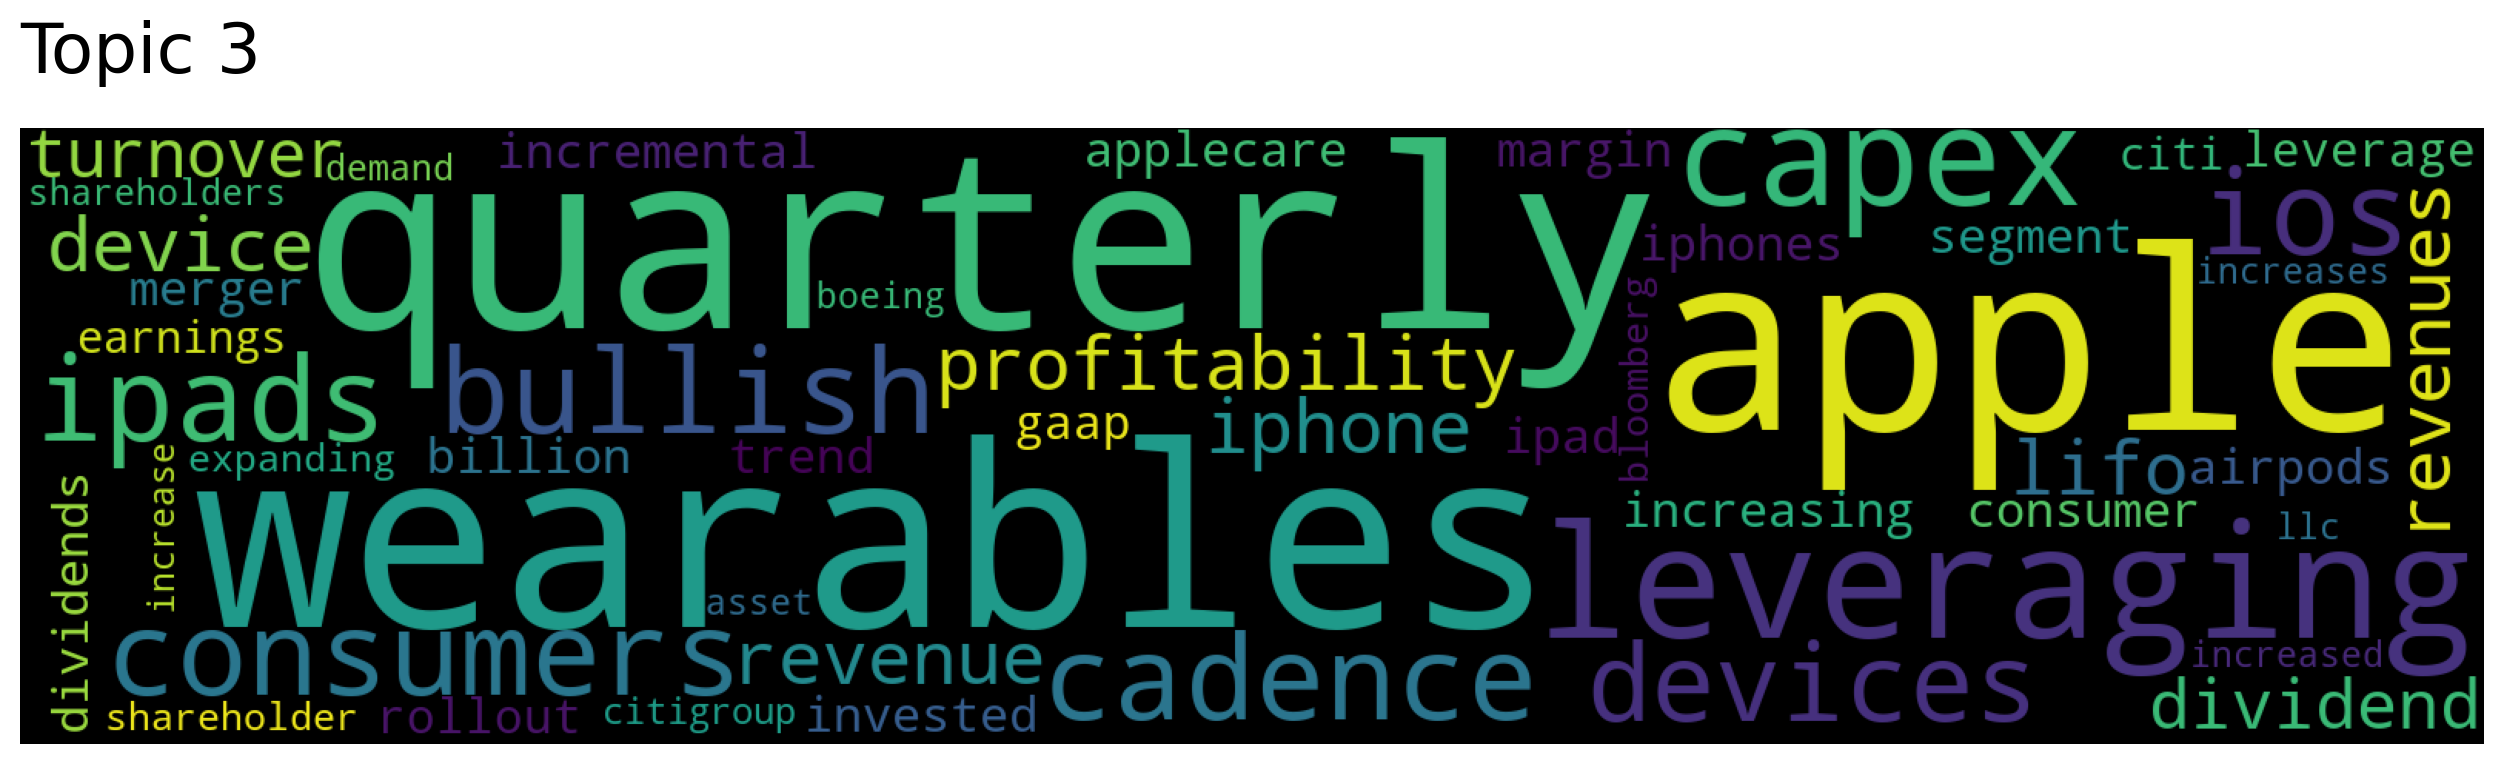 Topic 3
turnover
demand
incremental
applecare
margin
capex
citi
leverage
shareholders
quarterly
ios
device
iphones
segment
revenues
merger
boeing
bloomberg
increases
apple
earnings
ipads
bullish
profitability
gaap
iphone
ipad
lifo
airpods
expanding
billion
trend
dividends
increase
wearables
increasing
consumer
llc
leveraging
asset
consumers
revenue
cadence
devices
increased
shareholder
rollout
citigroup
invested
dividend